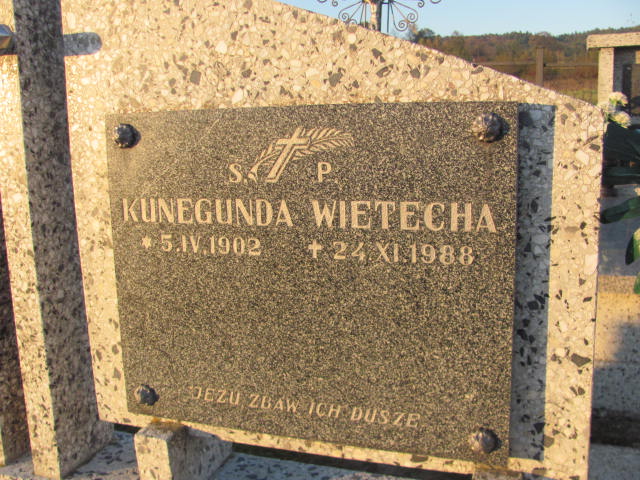 S. P.
KUNEGUNDA WIETECHA
* 5.IV.1902 + 24.XI.1988
JEZU ZBAW ICH DUSZE